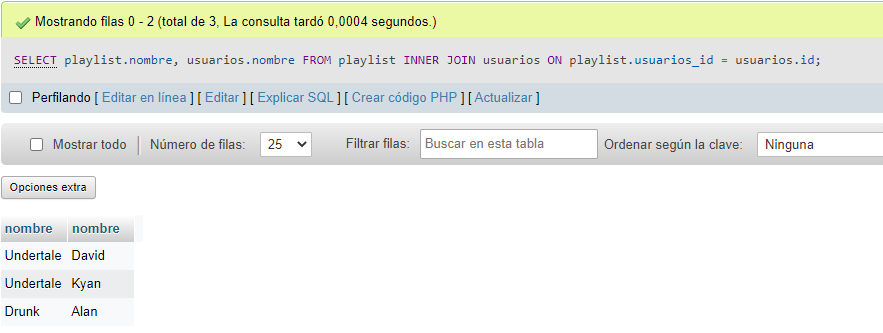 Mostrando filas 0 - 2 (total de 3, La consulta tardó 0,0004 segundos.)
SELECT playlist.nombre, usuarios.nombre FROM playlist INNER JOIN usuarios ON playlist.usuarios_id = usuarios.id;
Perfilando [ Editar en línea ] [ Editar ] [ Explicar SQL ] [ Crear código PHP ] [ Actualizar ]
Mostrar todo Número de filas: 25 Filtrar filas: Buscar en esta tabla Ordenar según la clave: Ninguna
Opciones extra
nombre nombre
Undertale David
Undertale Kyan
Drunk Alan